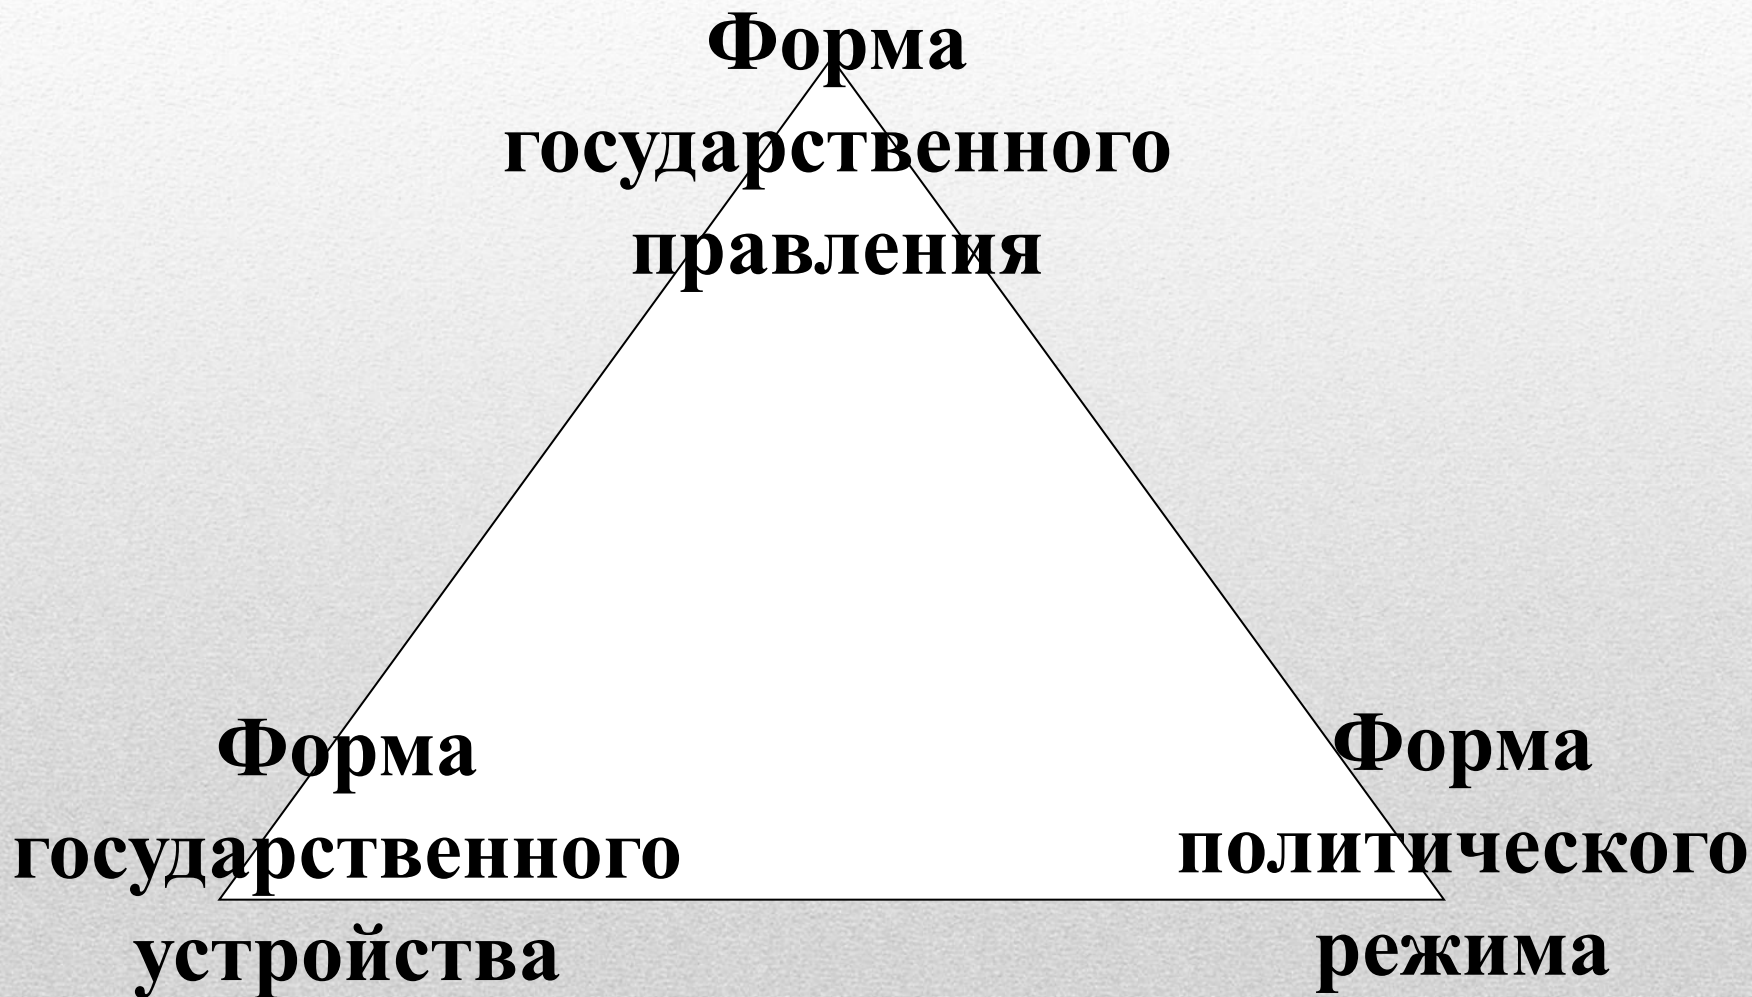 Форма
государственного
правления
Форма
государственного
устройства
Форма
политического
режима